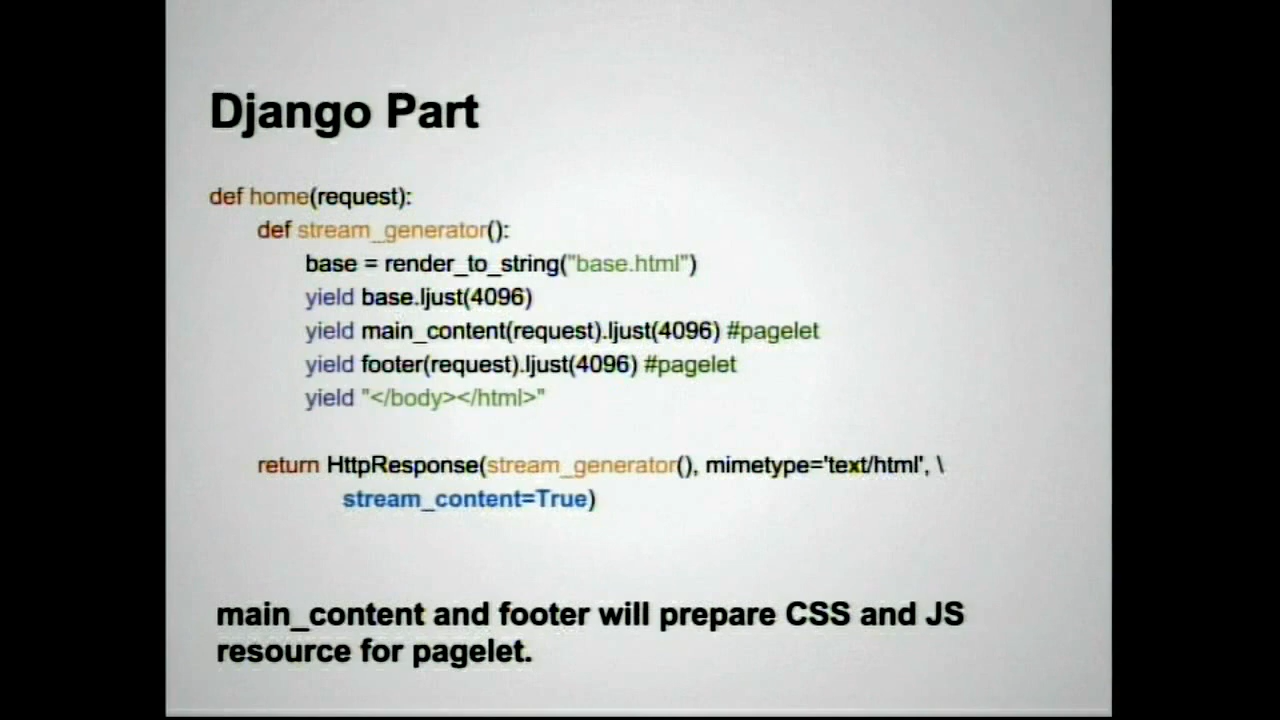 Django Part
def home(request):
def stream_generator():
base = render_to_string("base.html")
yield base.ljust(4096)
yield main_content(request).ljust(4096) #pagelet
yield footer(request).ljust(4096) #pagelet
yield "</body></html>"
return HttpResponse(stream_generator(), mimetype='text/html', \
stream_content=True)
main_content and footer will prepare CSS and JS
resource for pagelet.